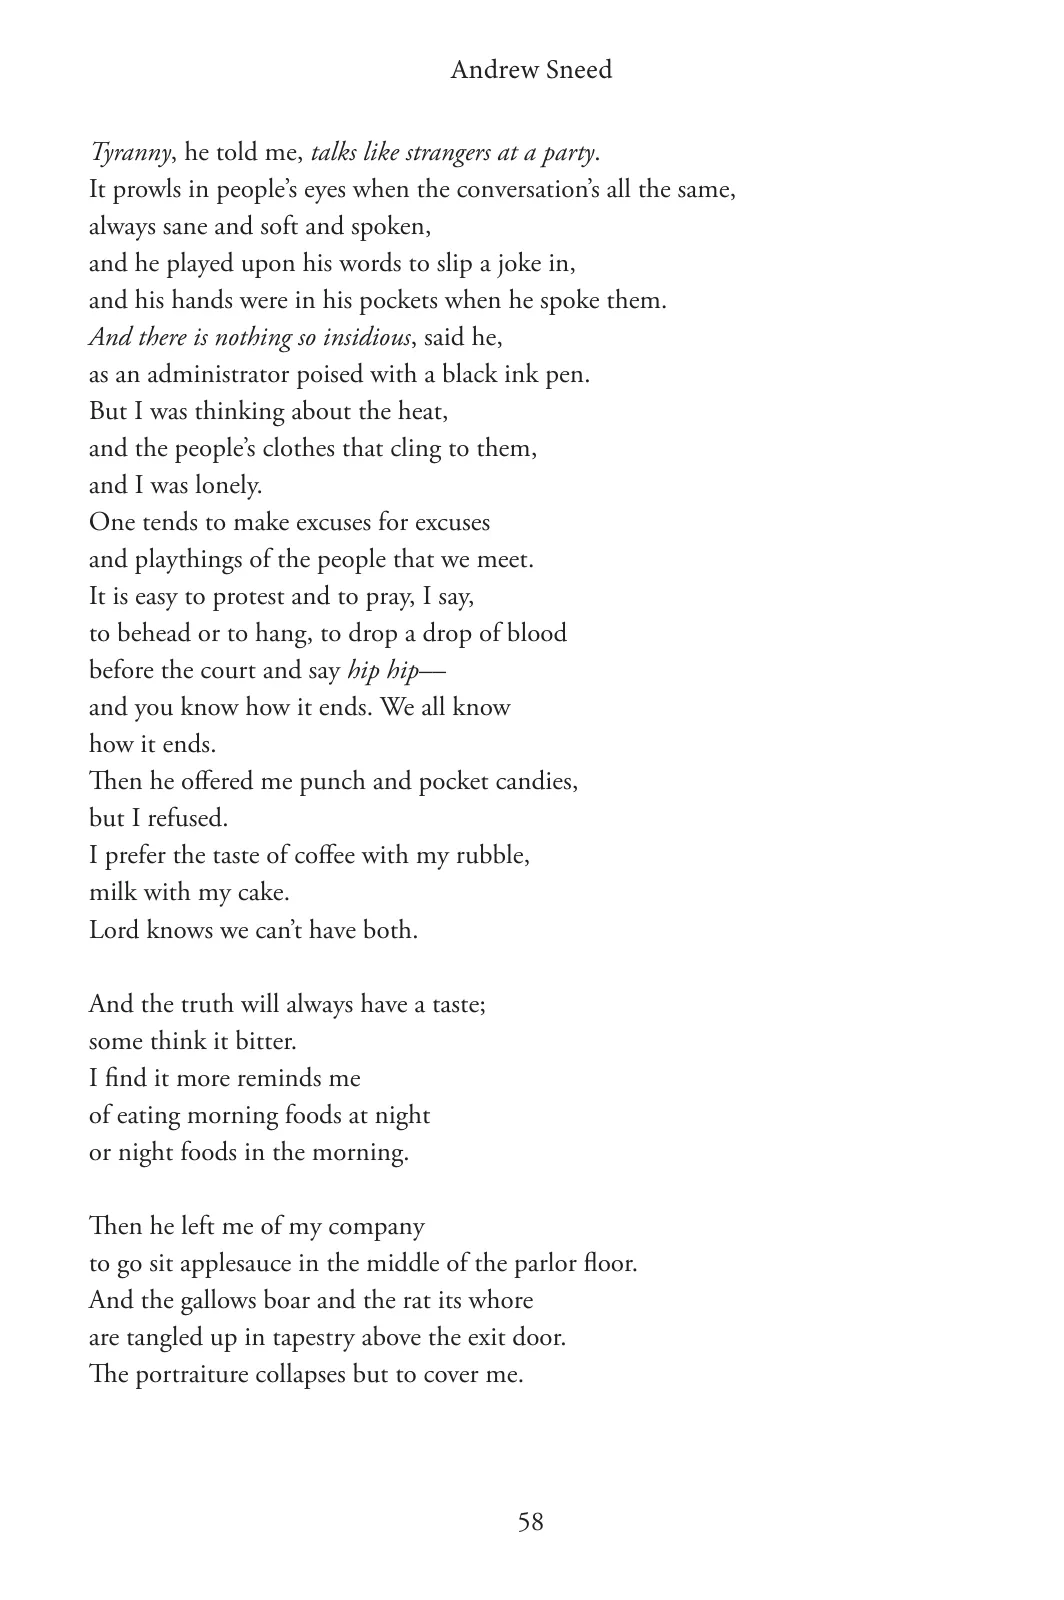 Andrew Sneed
Tyranny, he told me, talks like strangers at a party.
It prowls in people’s eyes when the conversation’s all the same,
always sane and soft and spoken,
and he played upon his words to slip a joke in,
and his hands were in his pockets when he spoke them.
And there is nothing so insidious, said he,
as an administrator poised with a black ink pen.
But I was thinking about the heat,
and the people’s clothes that cling to them,
and I was lonely.
One tends to make excuses for excuses
and playthings of the people that we meet.
It is easy to protest and to pray, I say,
to behead or to hang, to drop a drop of blood
before the court and say hip hip—
and you know how it ends. We all know
how it ends.
Then he offered me punch and pocket candies,
but I refused.
I prefer the taste of coffee with my rubble,
milk with my cake.
Lord knows we can’t have both.
And the truth will always have a taste;
some think it bitter.
I find it more reminds me
of eating morning foods at night
or night foods in the morning.
Then he left me of my company
to go sit applesauce in the middle of the parlor floor.
And the gallows boar and the rat its whore
are tangled up in tapestry above the exit door.
The portraiture collapses but to cover me.
58